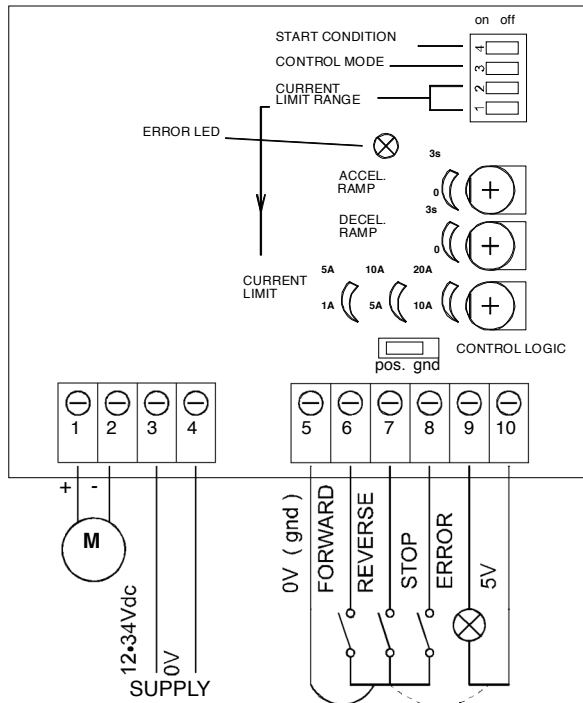 on off
START CONDITION
4
CONTROL MODE
3
CURRENT
LIMIT RANGE
2
1
ERROR LED
3s
ACCEL.
RAMP
0
3s
DECEL.
RAMP
0
5A 10A 20A
CURRENT
LIMIT
1A 5A 10A
CONTROL LOGIC
pos. gnd
1 2 3 4 5 6 7 8 9 10
+ -
M
12•34Vdc
0V
SUPPLY
0V ( gnd )
FORWARD
REVERSE
STOP
ERROR
5V